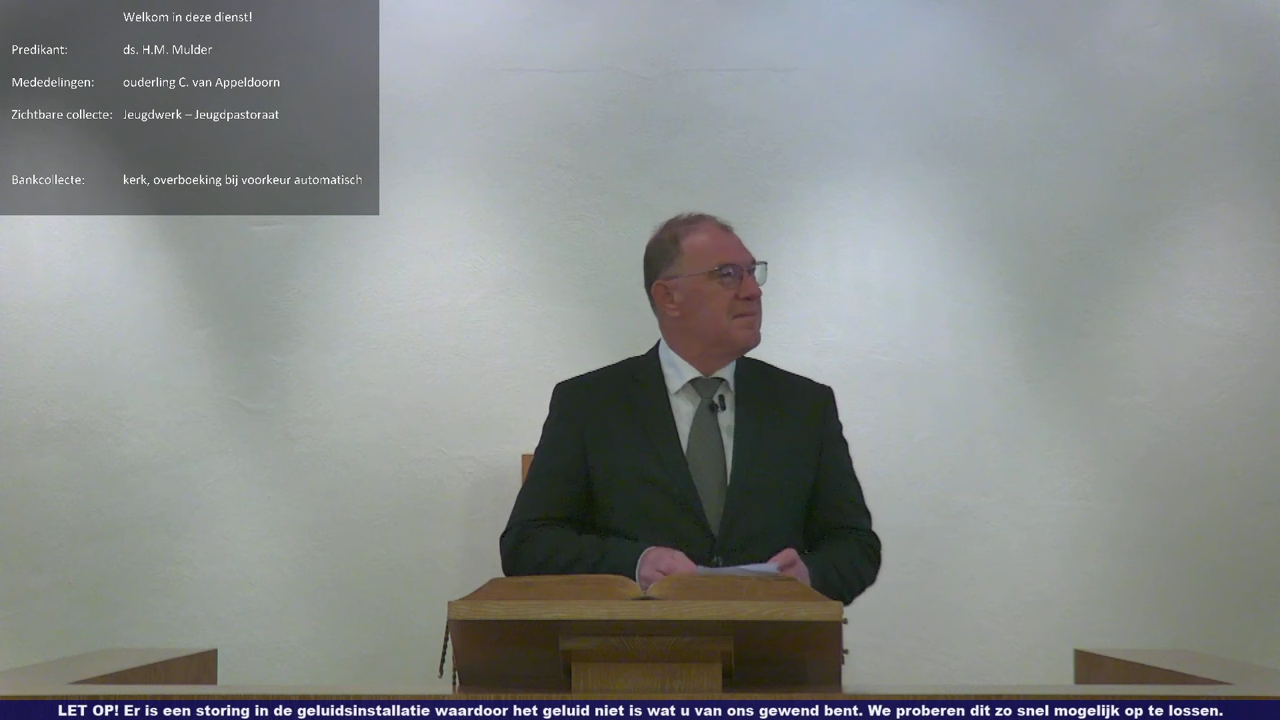 Welkom in deze dienst!
Predikant: ds. H.M. Mulder
Mededelingen: ouderling C. van Appeldoorn
Zichtbare collecte: Jeugdwerk – Jeugdpastoraat
Bankcollecte: kerk, overboeking bij voorkeur automatisch
LET OP! Er is een storing in de geluidsinstallatie waardoor het geluid niet is wat u van ons gewend bent. We proberen dit zo snel mogelijk op te lossen.